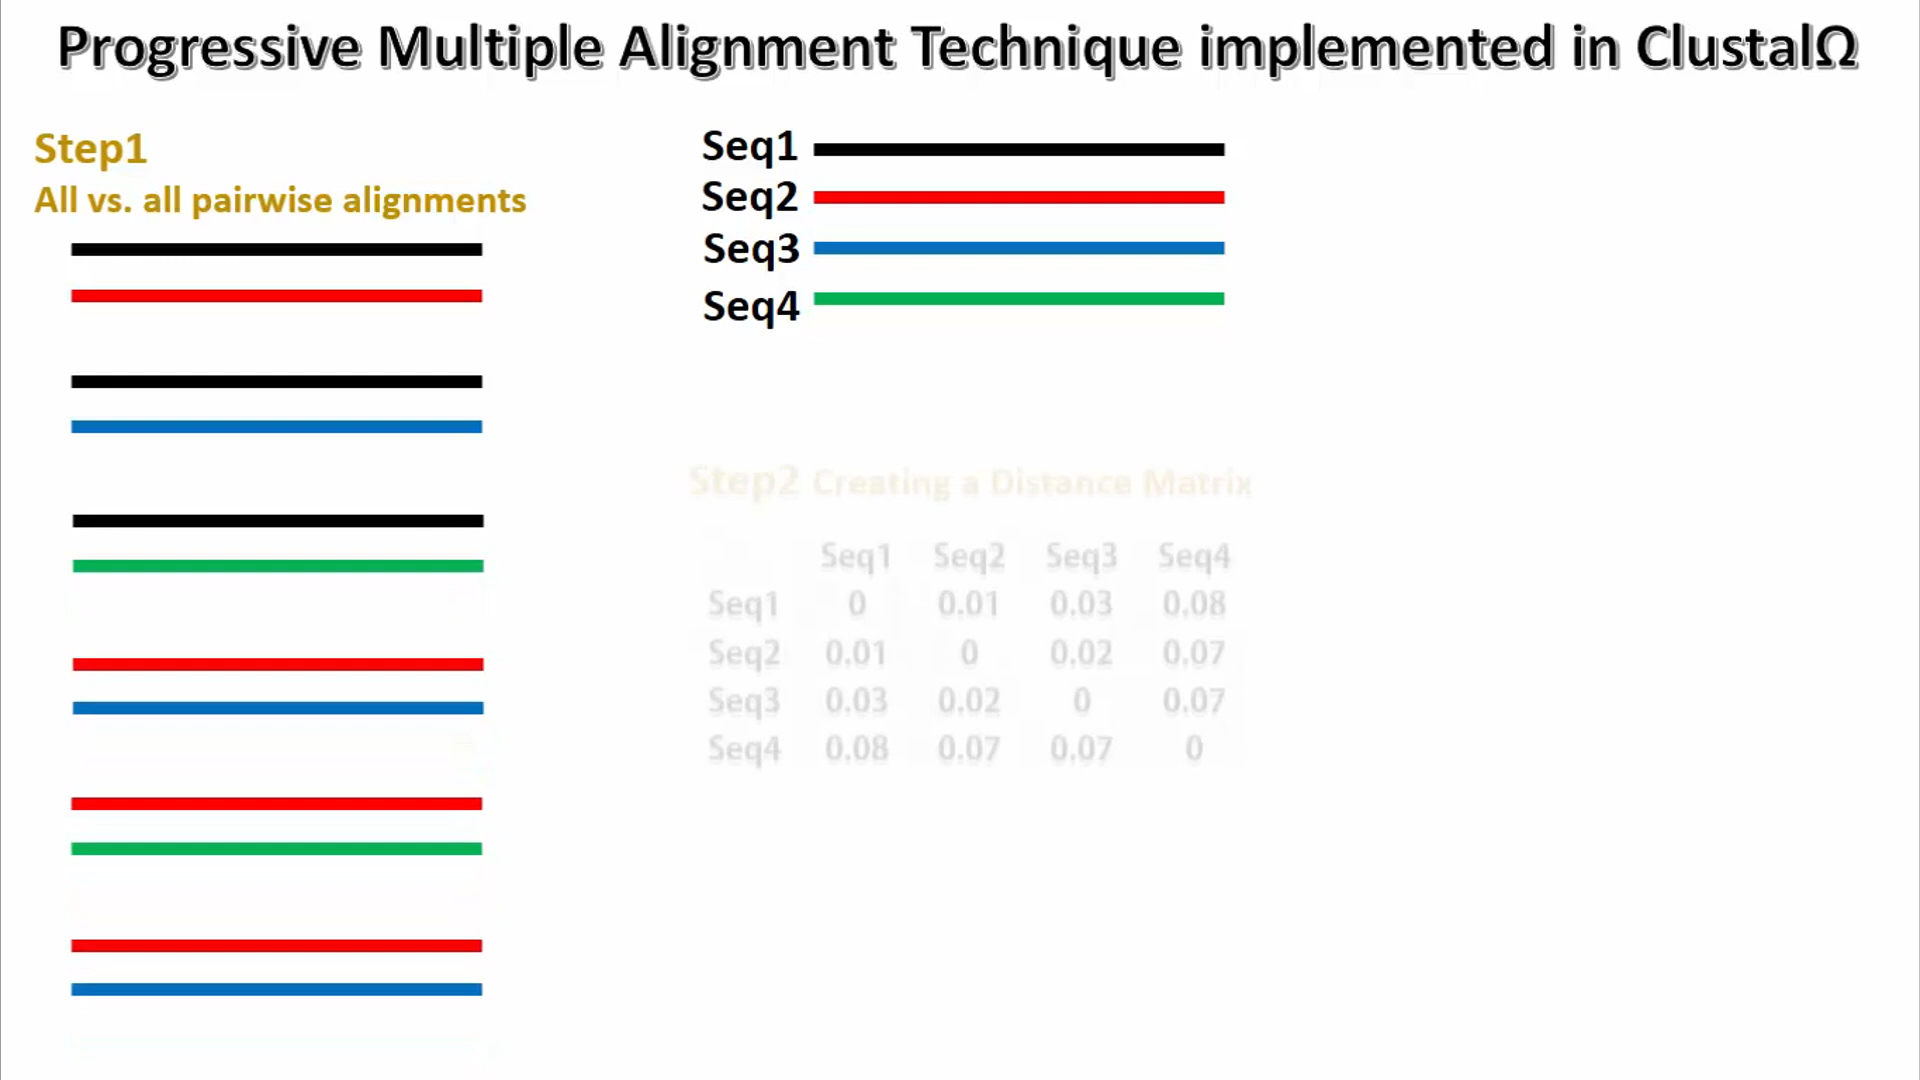 Progressive Multiple Alignment Technique implemented in ClustalΩ
Step1
All vs. all pairwise alignments
Seq1
Seq2
Seq3
Seq4
Step2 Creating a Distance Matrix
Seq1 Seq2 Seq3 Seq4
Seq1 0 0.01 0.03 0.08
Seq2 0.01 0 0.02 0.07
Seq3 0.03 0.02 0 0.07
Seq4 0.08 0.07 0.07 0